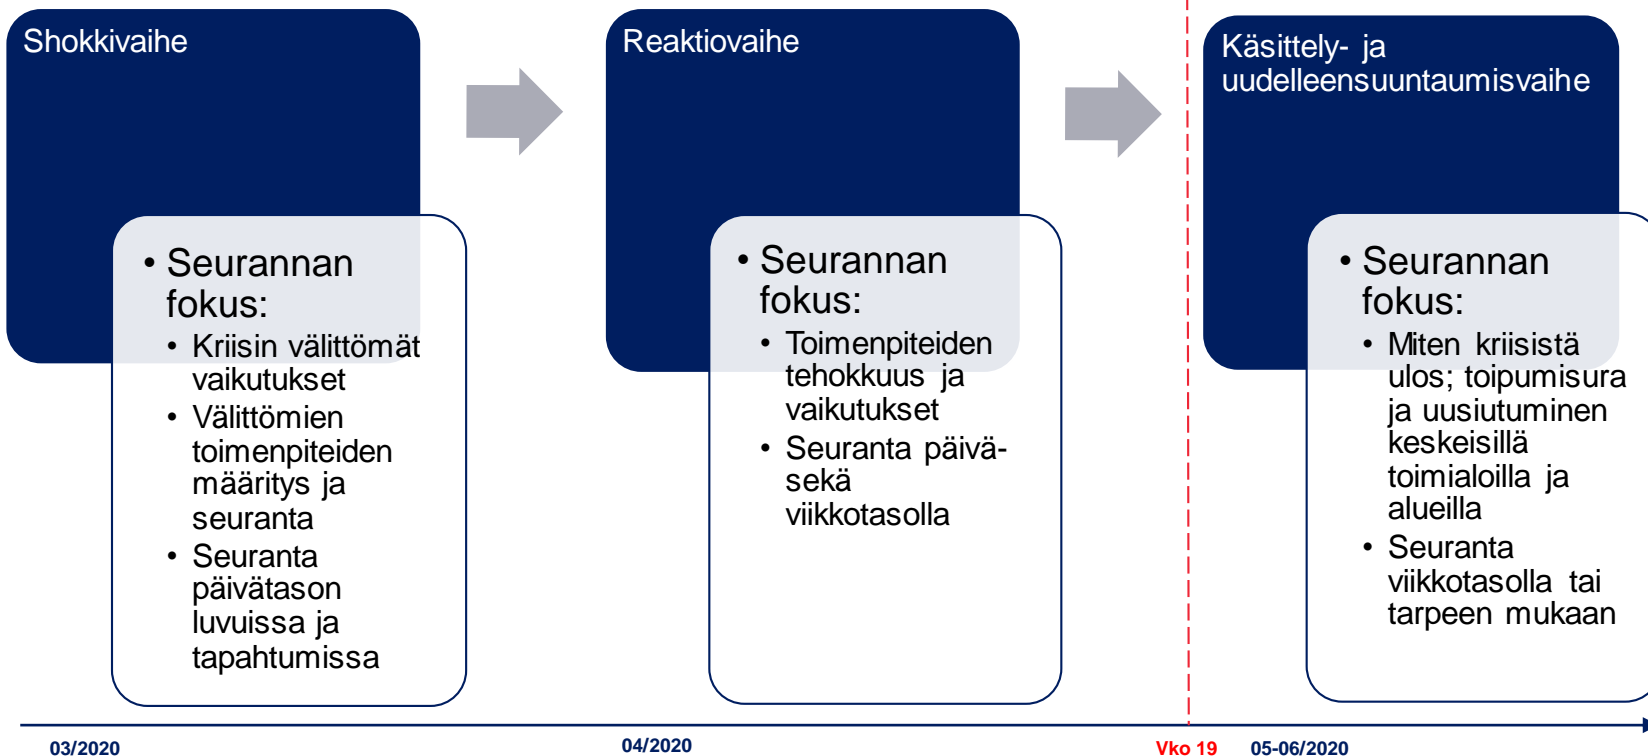 Shokkivaihe
• Seurannan
fokus:
• Kriisin välittömät
vaikutukset
• Välittömien
toimenpiteiden
määritys ja
seuranta
• Seuranta
päivätason
luvuissa ja
tapahtumissa
Reaktiovaihe
• Seurannan
fokus:
• Toimenpiteiden
tehokkuus ja
vaikutukset
• Seuranta päivä-
sekä
viikkotasolla
Käsittely- ja
uudelleensuuntaumisvaihe
• Seurannan
fokus:
• Miten kriisistä
ulos; toipumisura
ja uusiutuminen
keskeisillä
toimialoilla ja
alueilla
• Seuranta
viikkotasolla tai
tarpeen mukaan
03/2020
04/2020
Vko 19
05-06/2020